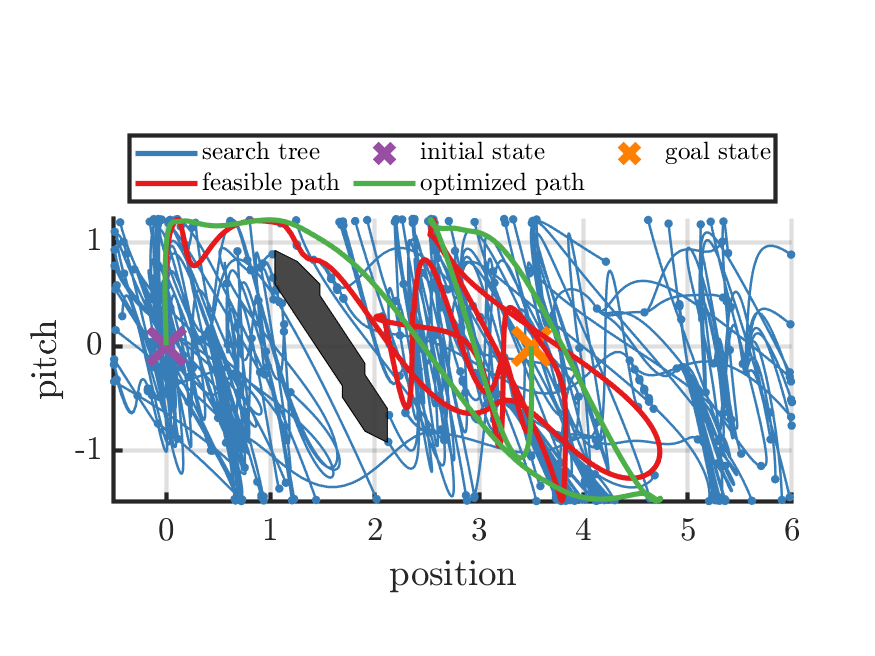 search tree initial state goal state
feasible path optimized path
1
0
-1
pitch
0 1 2 3 4 5 6
position